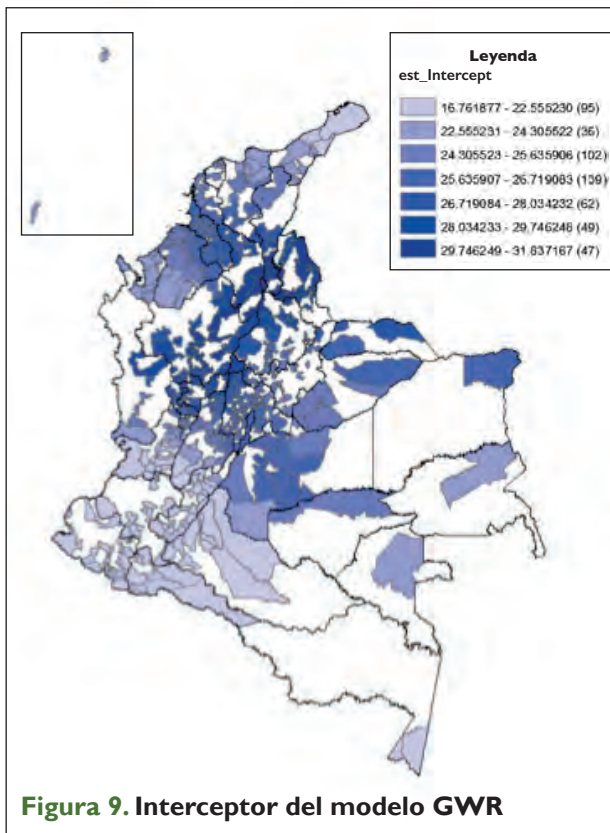 Leyenda
est_Intercept
16.761877 - 22.555230 (95)
22.555231 - 24.305522 (36)
24.305523 - 25.635906 (102)
25.635907 - 26.719083 (139)
26.719084 - 28.034232 (62)
28.034233 - 29.746248 (49)
29.746249 - 31.637167 (47)
Figura 9. Interceptor del modelo GWR